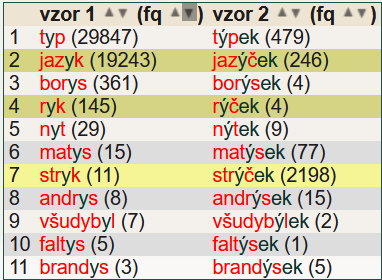 vzor 1 (fq) vzor 2 (fq)
1 typ (29847) týpek (479)
2 jazyk (19243) jazýček (246)
3 borys (361) borýsek (4)
4 ryk (145) rýček (4)
5 nyt (29) nýtek (9)
6 matys (15) matýsek (77)
7 stryk (11) strýček (2198)
8 andrys (8) andrýsek (15)
9 všudybyl (7) všudybýlek (2)
10 faltys (5) faltýsek (1)
11 brandys (3) brandýsek (5)